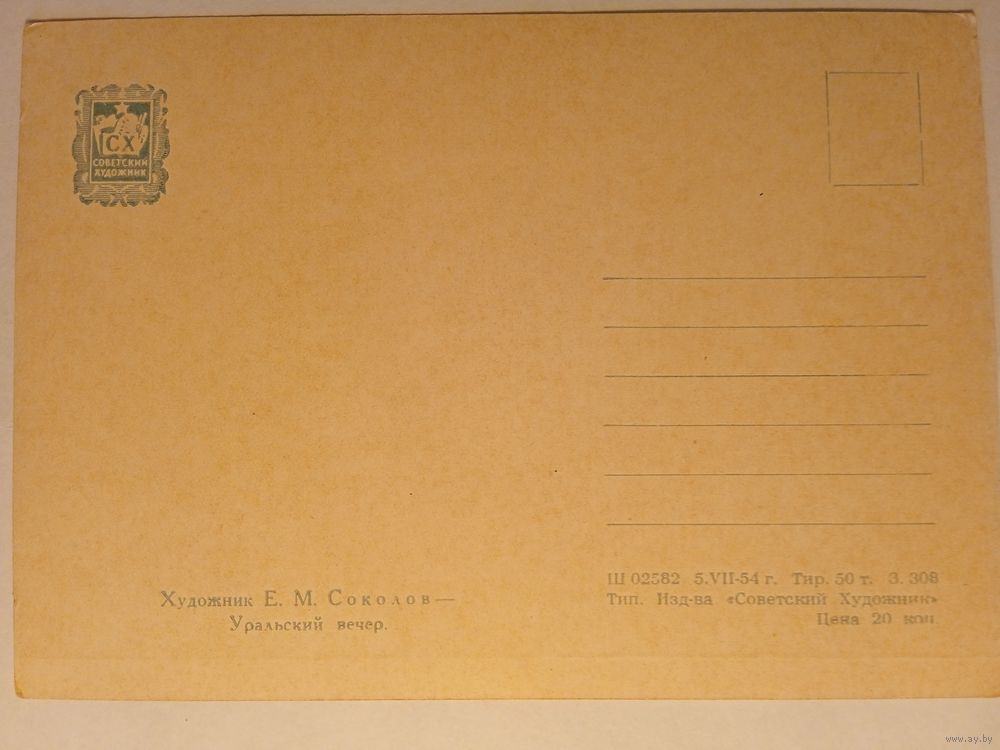 СХ
СОВЕТСКИЙ
ХУДОЖНИК
Художник Е. М. Соколов—
Уральский вечер.
Ш 02582 5.VII-54 г. Тир. 50 т. З. 308
Тип. Изд-ва «Советский Художник»
Цена 20 коп.
www.ay.by